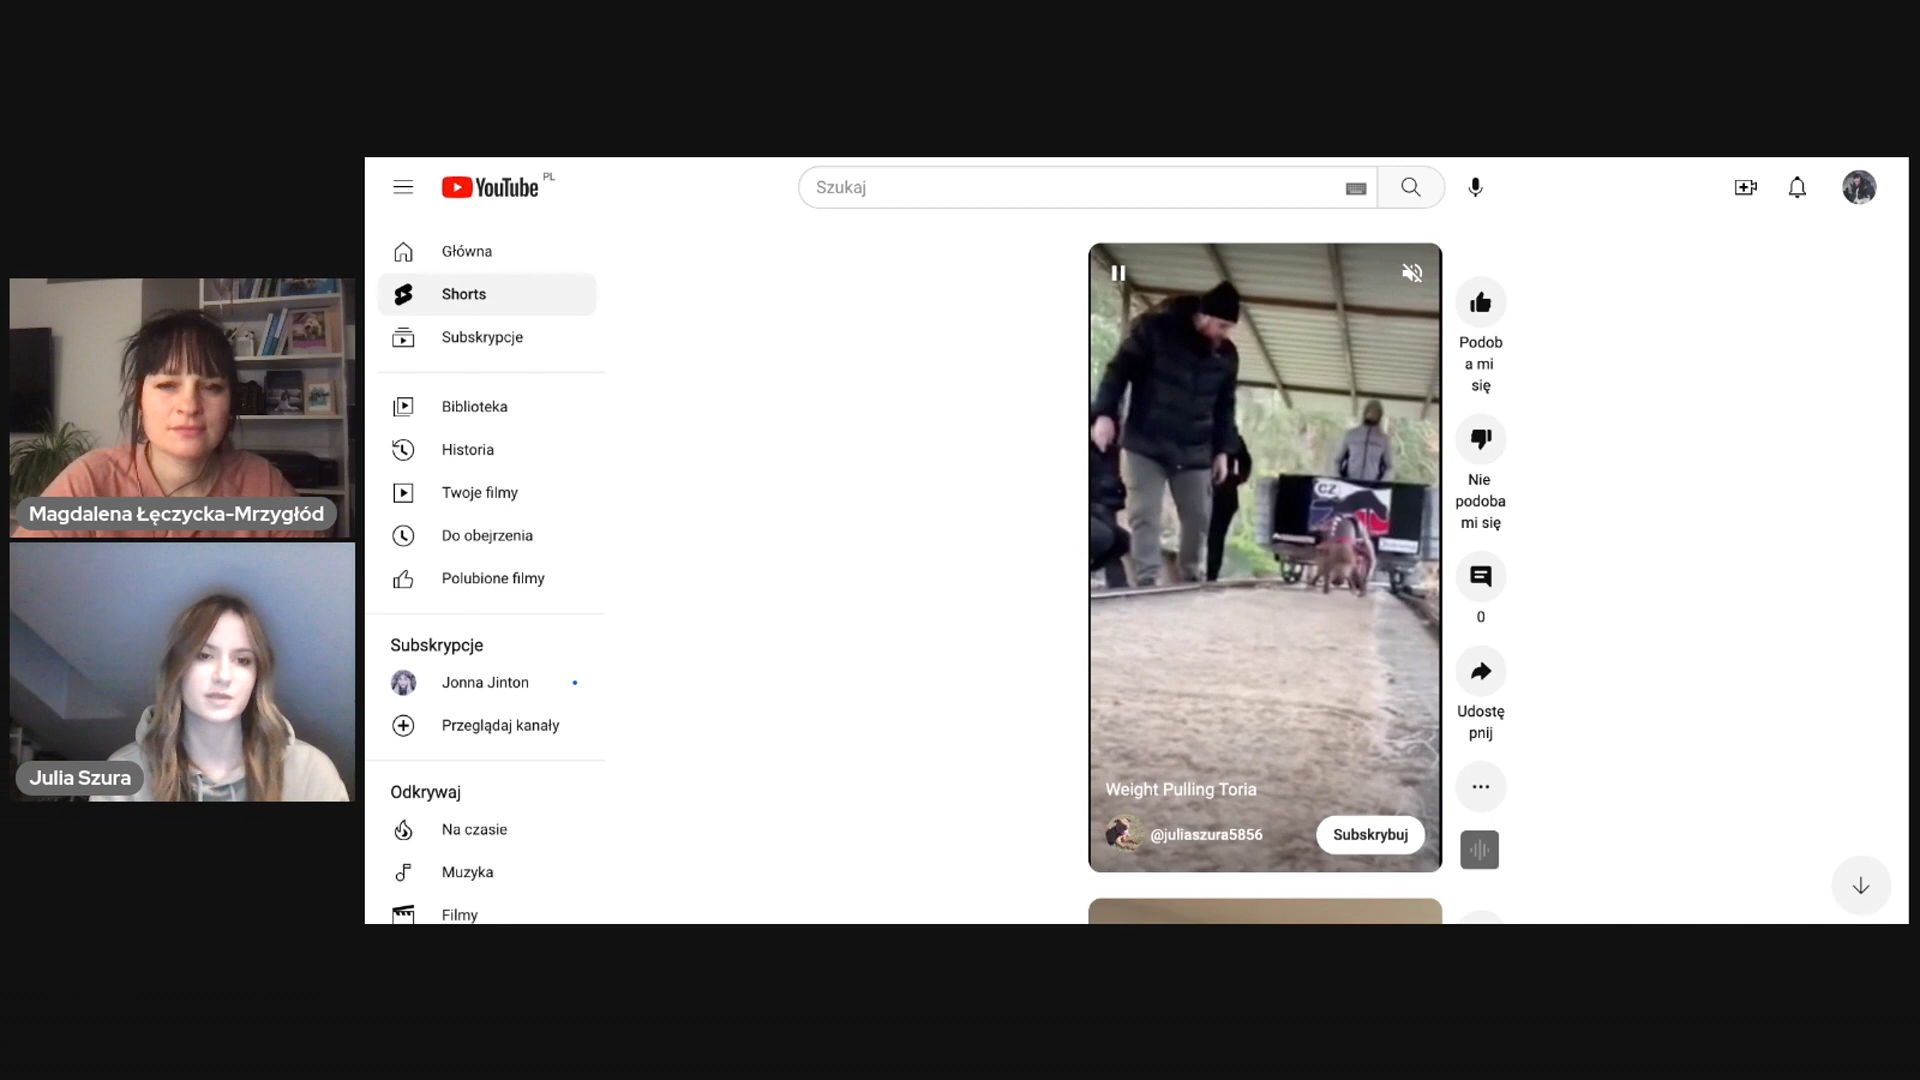 Magdalena Łęczycka-Mrzygłód
Julia Szura
YouTube PL
Szukaj
Główna
Shorts
Subskrypcje
Biblioteka
Historia
Twoje filmy
Do obejrzenia
Polubione filmy
Subskrypcje
Jonna Jinton
Przeglądaj kanały
Odkrywaj
Na czasie
Muzyka
Filmy
CZ
Weight Pulling Toria
@juliaszura5856
Subskrybuj
Podob
a mi
się
Nie
podoba
mi się
0
Udostę
pnij